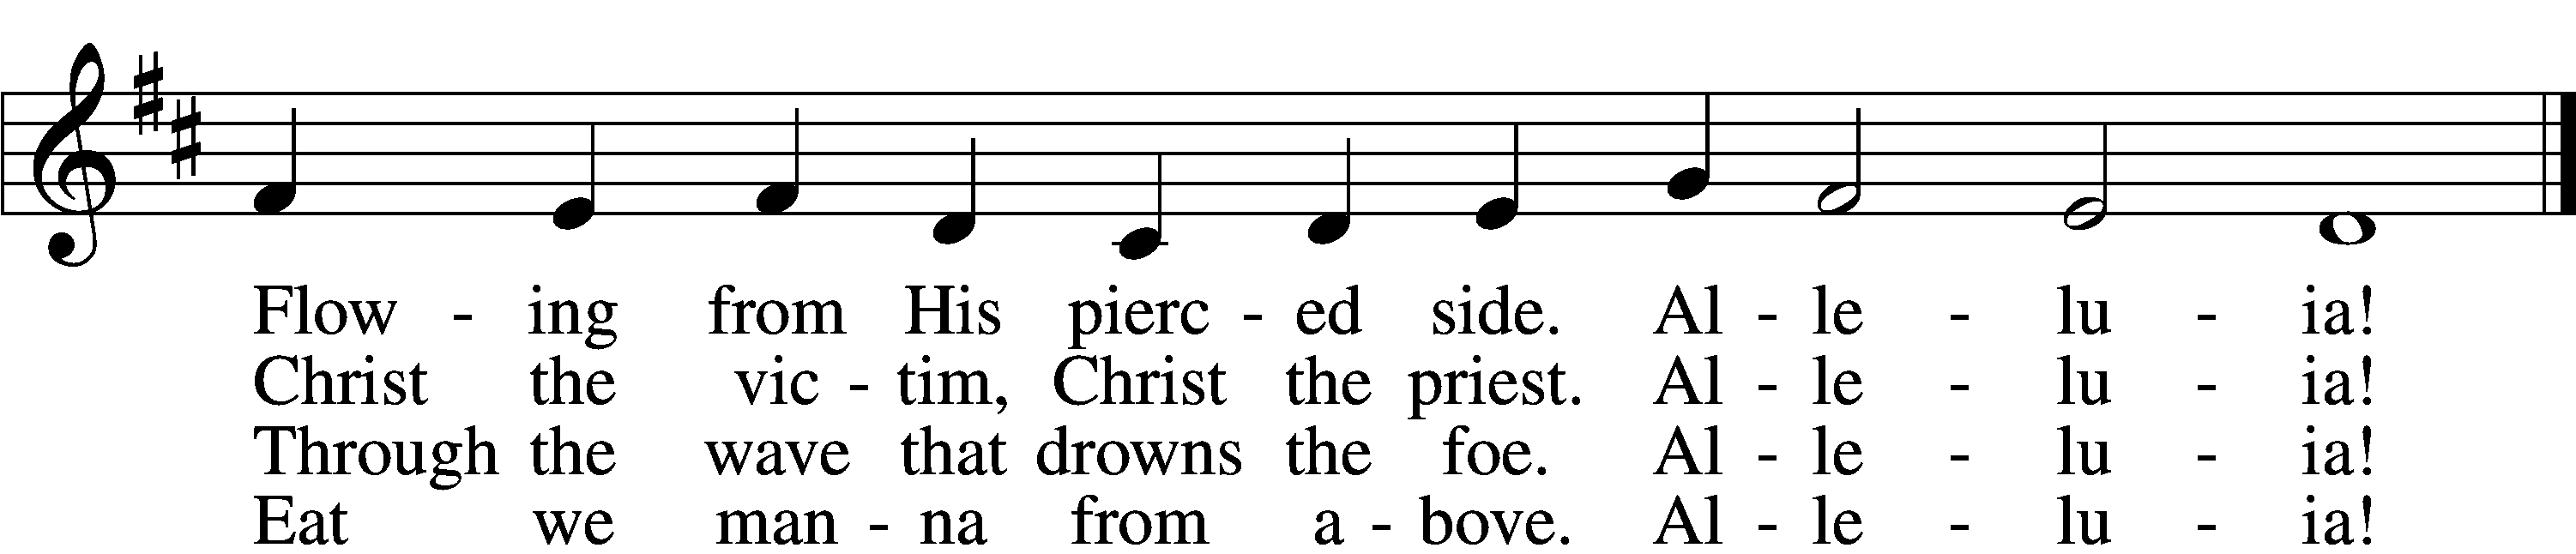 Flow - ing from His pierc - ed side. Al - le - lu - ia!
Christ the vic - tim, Christ the priest. Al - le - lu - ia!
Through the wave that drowns the foe. Al - le - lu - ia!
Eat we man - na from a - bove. Al - le - lu - ia!